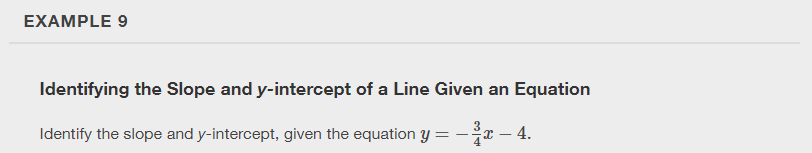 EXAMPLE 9
Identifying the Slope and y-intercept of a Line Given an Equation
Identify the slope and y-intercept, given the equation y = −3/4x − 4.